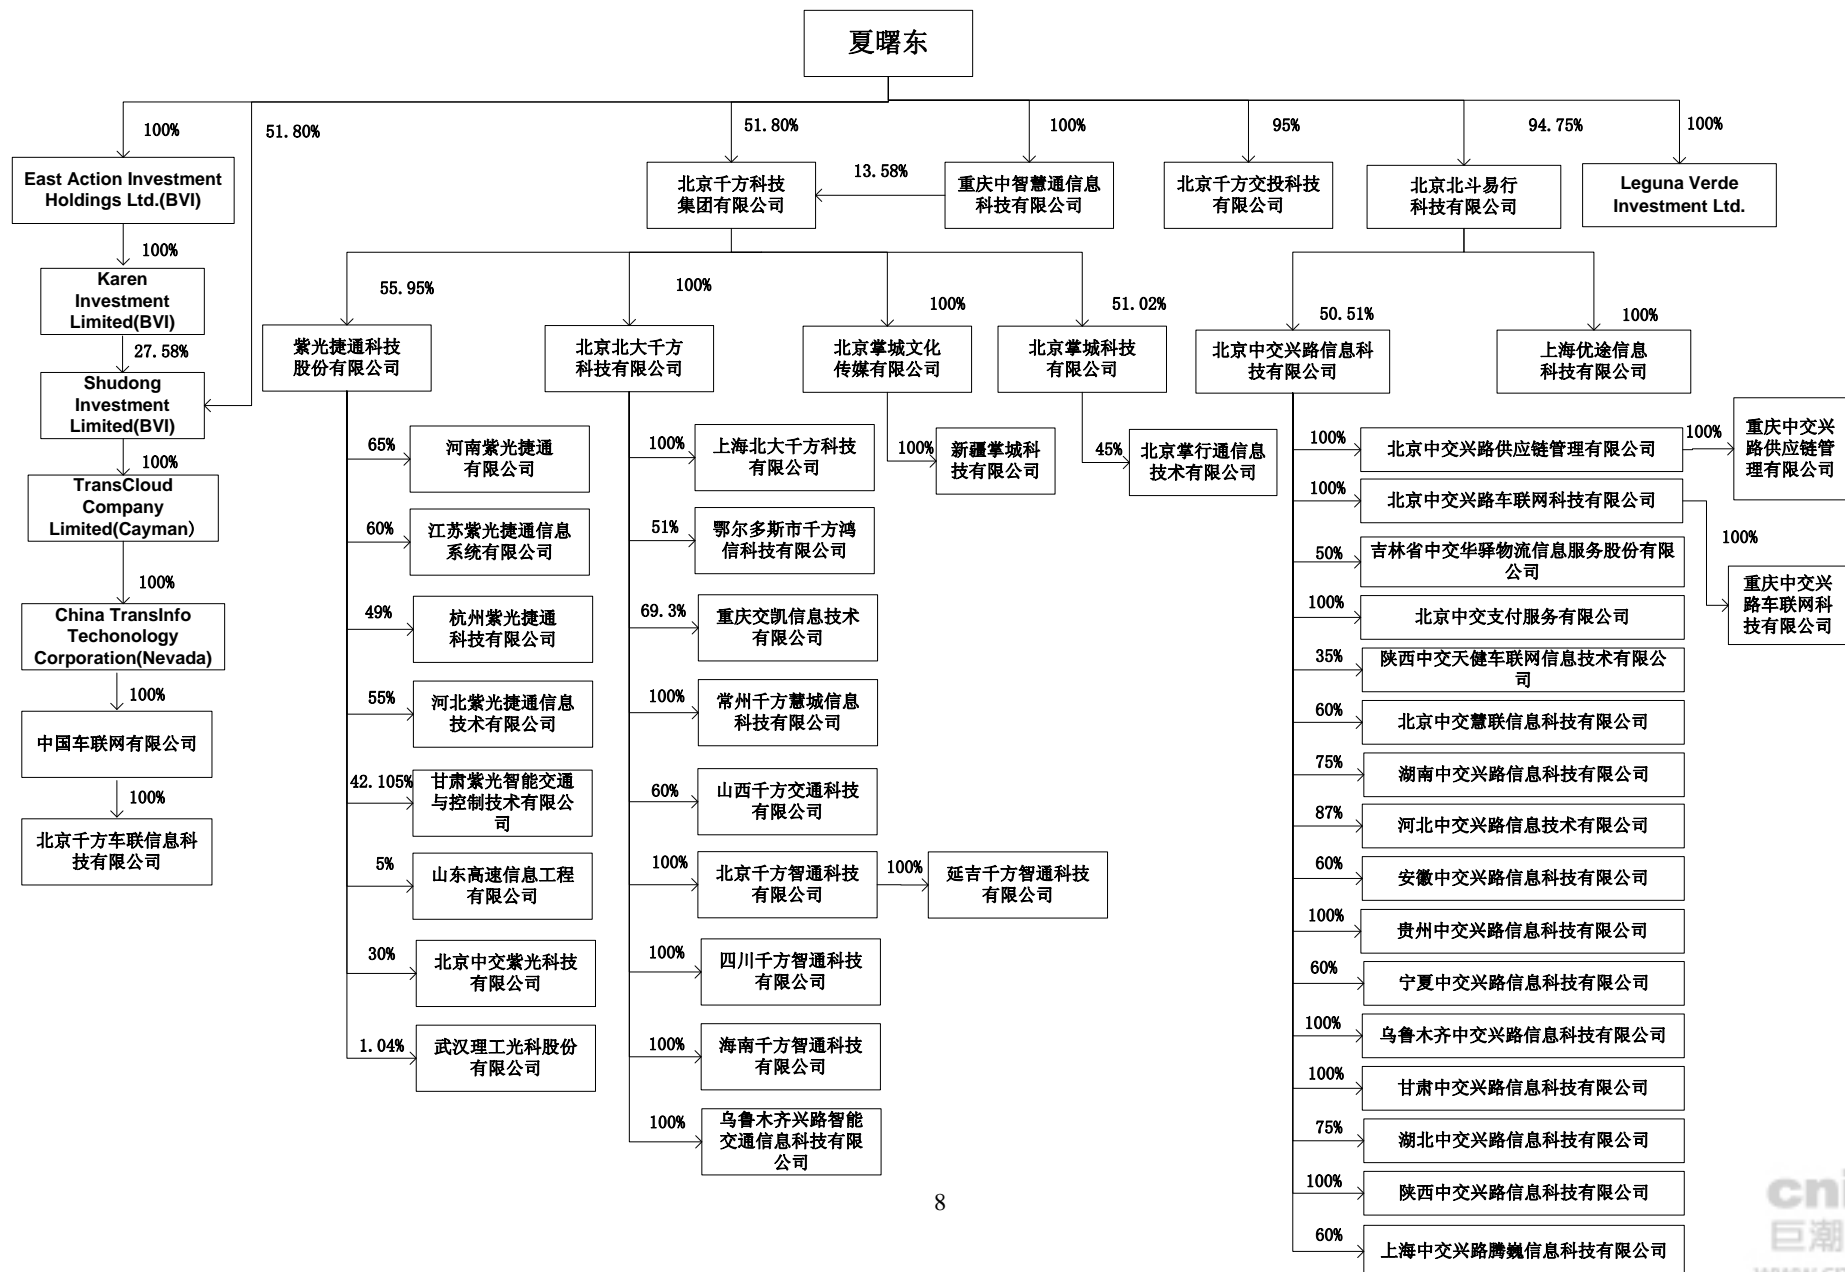 夏曙东
100%
51.80%
51.80%
100%
95%
94.75%
100%
East Action Investment
Holdings Ltd.(BVI)
北京千方科技
集团有限公司
13.58%
重庆中智慧通信息
科技有限公司
北京千方交投科技
有限公司
北京北斗易行
科技有限公司
Leguna Verde
Investment Ltd.
100%
Karen
Investment
Limited(BVI)
27.58%
Shudong
Investment
Limited(BVI)
100%
TransCloud
Company
Limited(Cayman）
100%
China TransInfo
Techonology
Corporation(Nevada)
100%
中国车联网有限公司
100%
北京千方车联信息科
技有限公司
55.95%
100%
100%
51.02%
50.51%
100%
紫光捷通科技
股份有限公司
北京北大千方
科技有限公司
北京掌城文化
传媒有限公司
北京掌城科技
有限公司
北京中交兴路信息科
技有限公司
上海优途信息
科技有限公司
65%
河南紫光捷通
有限公司
60%
江苏紫光捷通信息
系统有限公司
49%
杭州紫光捷通
科技有限公司
55%
河北紫光捷通信息
技术有限公司
42.105%
甘肃紫光智能交通
与控制技术有限公
司
5%
山东高速信息工程
有限公司
30%
北京中交紫光科技
有限公司
1.04%
武汉理工光科股份
有限公司
100%
上海北大千方科技
有限公司
51%
鄂尔多斯市千方鸿
信科技有限公司
69.3%
重庆交凯信息技术
有限公司
100%
常州千方慧城信息
科技有限公司
60%
山西千方交通科技
有限公司
100%
北京千方智通科技
有限公司
100%
延吉千方智通科技
有限公司
100%
四川千方智通科技
有限公司
100%
海南千方智通科技
有限公司
100%
乌鲁木齐兴路智能
交通信息科技有限
公司
100%
新疆掌城科
技有限公司
45%
北京掌行通信息
技术有限公司
100%
北京中交兴路供应链管理有限公司
100%
重庆中交兴
路供应链管
理有限公司
100%
北京中交兴路车联网科技有限公司
100%
重庆中交兴
路车联网科
技有限公司
50%
吉林省中交华驿物流信息服务股份有限
公司
100%
北京中交支付服务有限公司
35%
陕西中交天健车联网信息技术有限公
司
60%
北京中交慧联信息科技有限公司
75%
湖南中交兴路信息科技有限公司
87%
河北中交兴路信息技术有限公司
60%
安徽中交兴路信息科技有限公司
100%
贵州中交兴路信息科技有限公司
60%
宁夏中交兴路信息科技有限公司
100%
乌鲁木齐中交兴路信息科技有限公司
100%
甘肃中交兴路信息科技有限公司
75%
湖北中交兴路信息科技有限公司
100%
陕西中交兴路信息科技有限公司
60%
上海中交兴路腾巍信息科技有限公司
8
巨潮